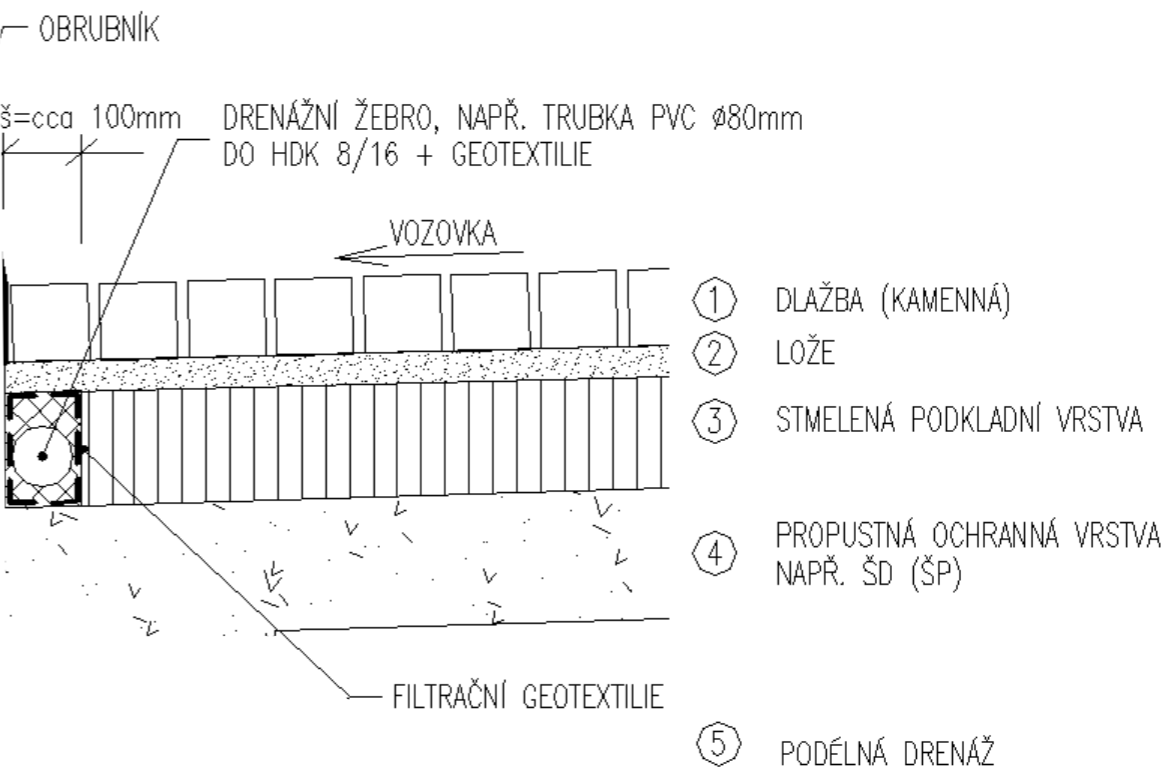 OBRUBNÍK
š=cca 100mm
DRENÁŽNÍ ŽEBRO, NAPŘ. TRUBKA PVC ø80mm
DO HDK 8/16 + GEOTEXTILIE
VOZOVKA
1 DLAŽBA (KAMENNÁ)
2 LOŽE
3 STMELENÁ PODKLADNÍ VRSTVA
4 PROPUSTNÁ OCHRANNÁ VRSTVA
NAPŘ. ŠD (ŠP)
FILTRAČNÍ GEOTEXTILIE
5 PODÉLNÁ DRENÁŽ